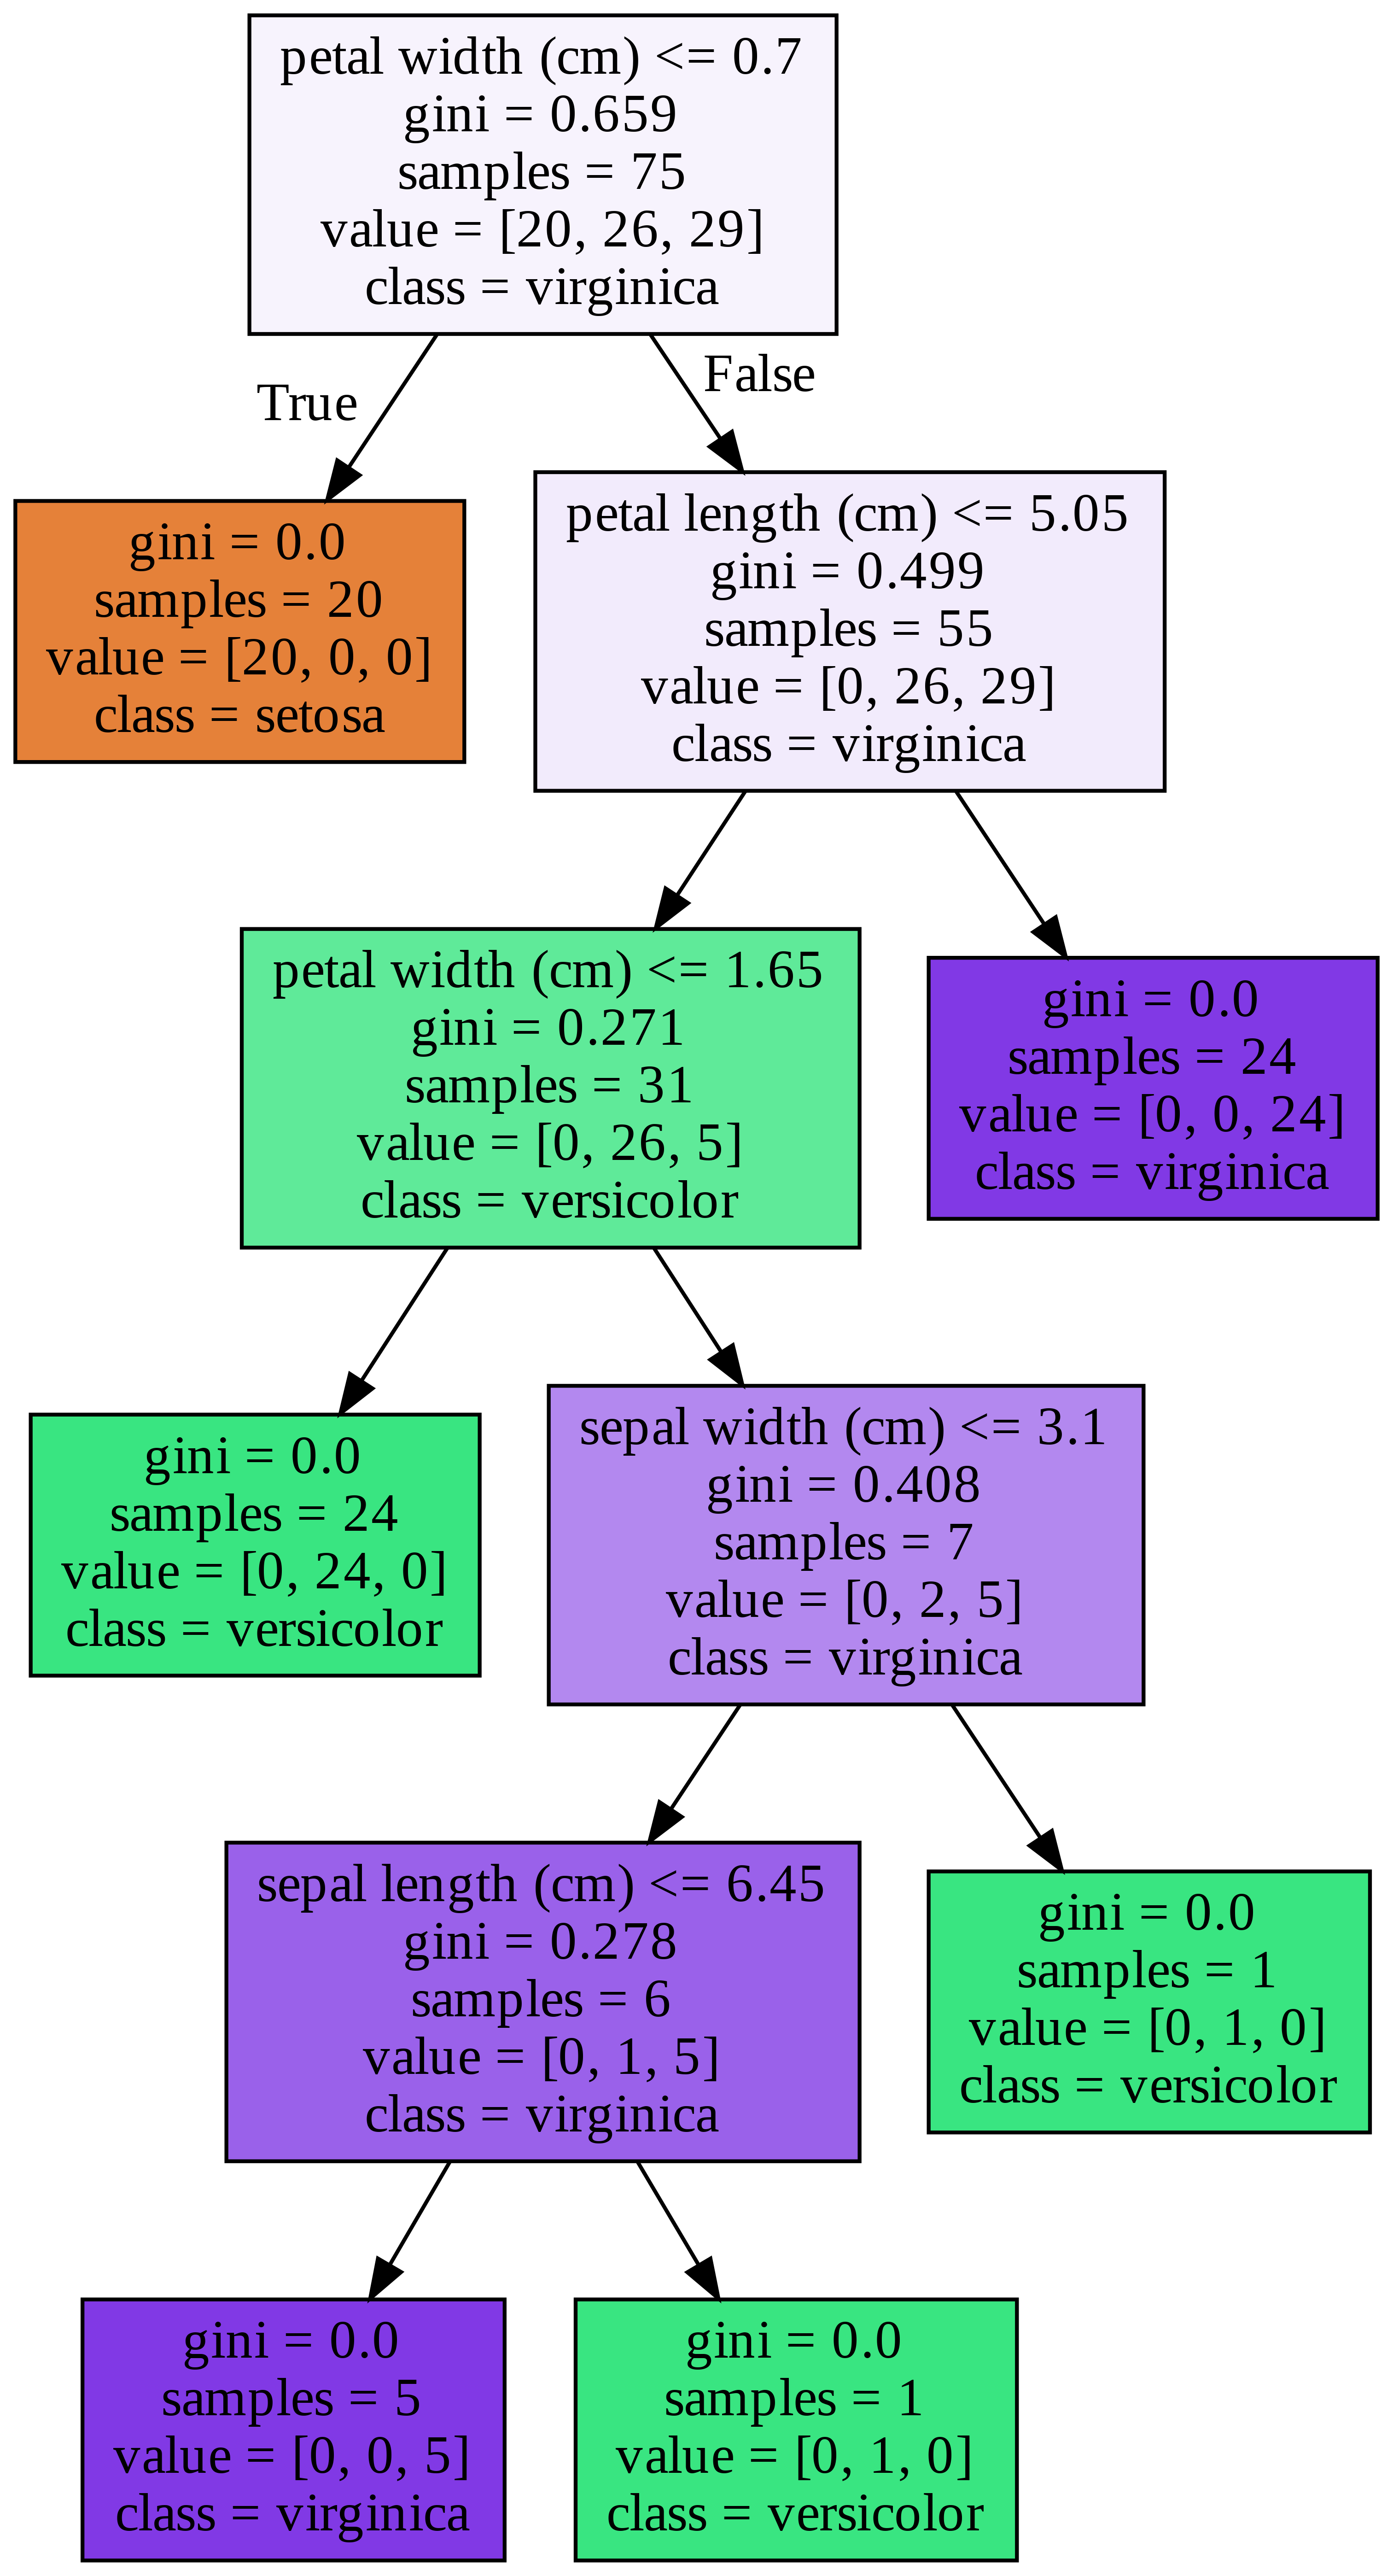 petal width (cm) <= 0.7
gini = 0.659
samples = 75
value = [20, 26, 29]
class = virginica
True
False
gini = 0.0
samples = 20
value = [20, 0, 0]
class = setosa
petal length (cm) <= 5.05
gini = 0.499
samples = 55
value = [0, 26, 29]
class = virginica
petal width (cm) <= 1.65
gini = 0.271
samples = 31
value = [0, 26, 5]
class = versicolor
gini = 0.0
samples = 24
value = [0, 0, 24]
class = virginica
gini = 0.0
samples = 24
value = [0, 24, 0]
class = versicolor
sepal width (cm) <= 3.1
gini = 0.408
samples = 7
value = [0, 2, 5]
class = virginica
sepal length (cm) <= 6.45
gini = 0.278
samples = 6
value = [0, 1, 5]
class = virginica
gini = 0.0
samples = 1
value = [0, 1, 0]
class = versicolor
gini = 0.0
samples = 5
value = [0, 0, 5]
class = virginica
gini = 0.0
samples = 1
value = [0, 1, 0]
class = versicolor